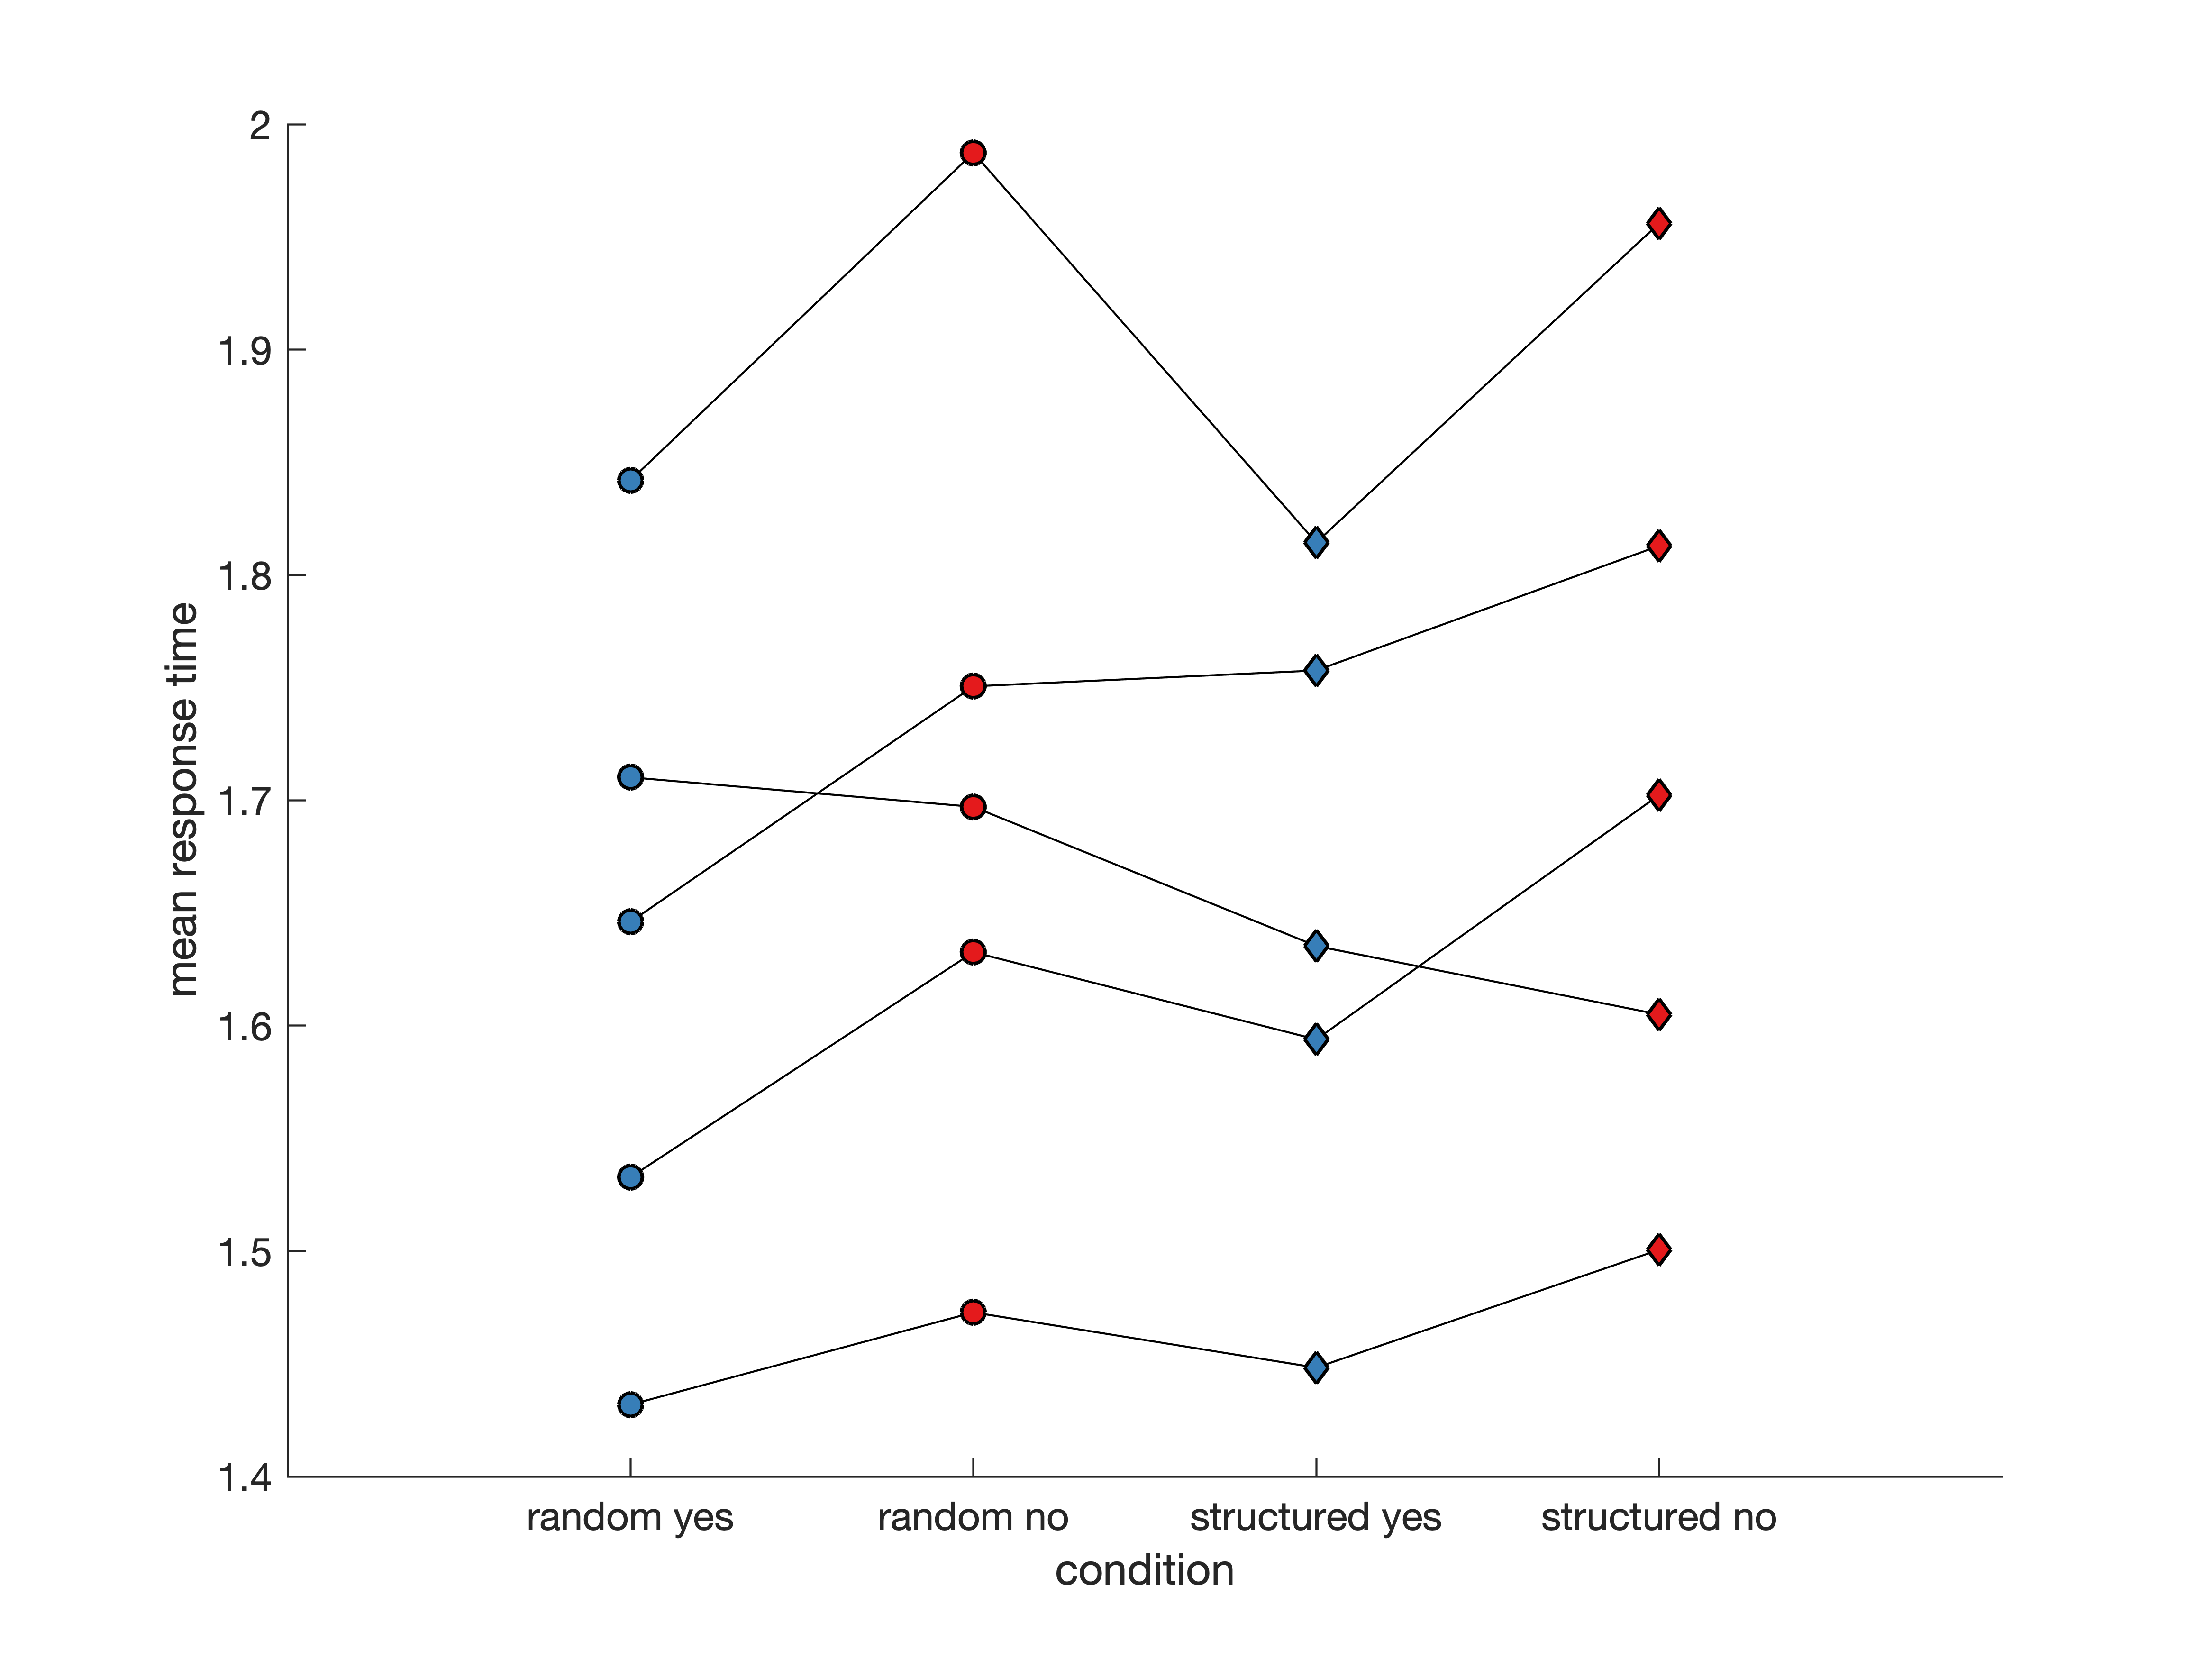 2
1.9
1.8
1.7
1.6
1.5
1.4
mean response time
random yes
random no
structured yes
structured no
condition